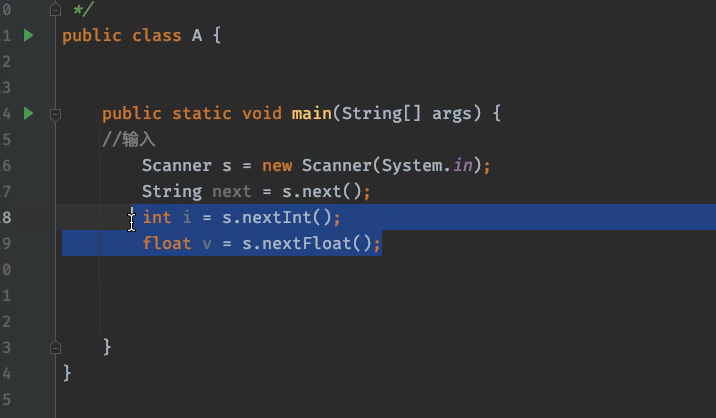 0 */
1 public class A {
2
3
4 public static void main(String[] args) {
5 //输入
6 Scanner s = new Scanner(System.in);
7 String next = s.next();
8 int i = s.nextInt();
9 float v = s.nextFloat();
0
1
2
3 }
4 }
5